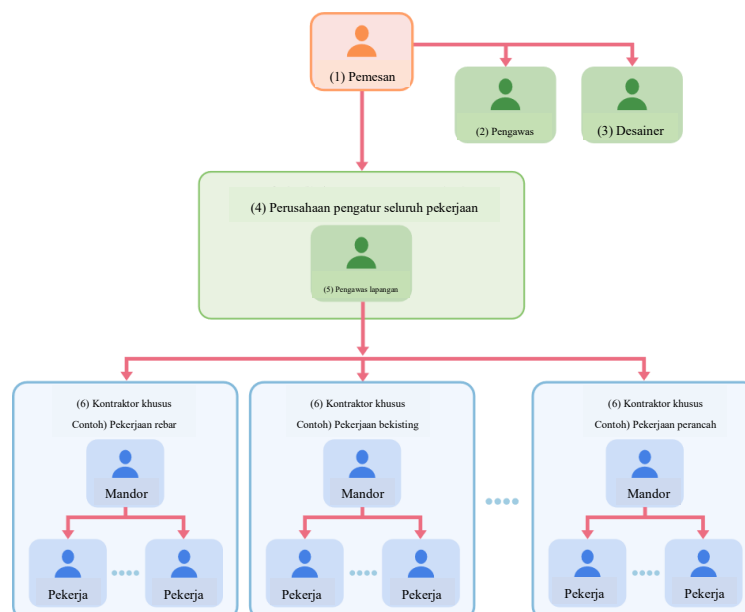 (1) Pemesan
(2) Pengawas
(3) Desainer
(4) Perusahaan pengatur seluruh pekerjaan
(5) Pengawas lapangan
(6) Kontraktor khusus
Contoh) Pekerjaan rebar
Mandor
Pekerja
Pekerja
(6) Kontraktor khusus
Contoh) Pekerjaan bekisting
Mandor
Pekerja
Pekerja
(6) Kontraktor khusus
Contoh) Pekerjaan perancah
Mandor
Pekerja
Pekerja